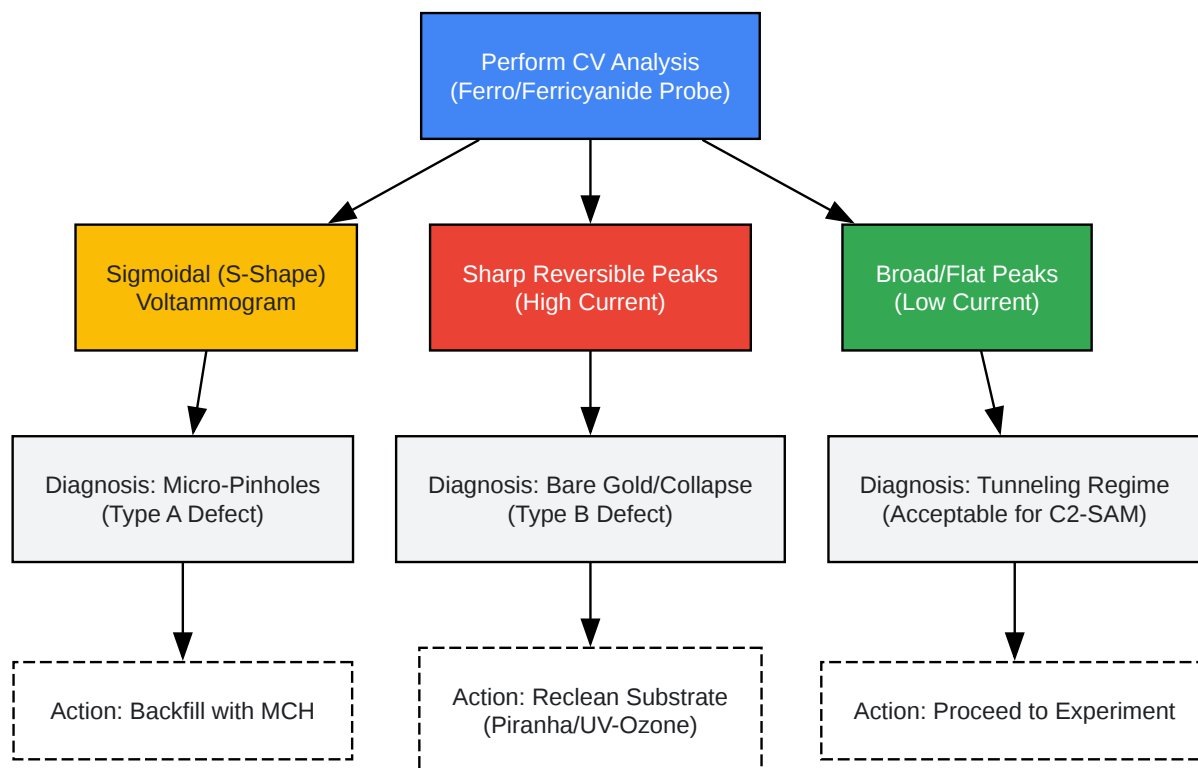 Perform CV Analysis
(Ferro/Ferricyanide Probe)
Sigmoidal (S-Shape)
Voltammogram
Sharp Reversible Peaks
(High Current)
Broad/Flat Peaks
(Low Current)
Diagnosis: Micro-Pinholes
(Type A Defect)
Diagnosis: Bare Gold/Collapse
(Type B Defect)
Diagnosis: Tunneling Regime
(Acceptable for C2-SAM)
Action: Backfill with MCH
Action: Reclean Substrate
(Piranha/UV-Ozone)
Action: Proceed to Experiment